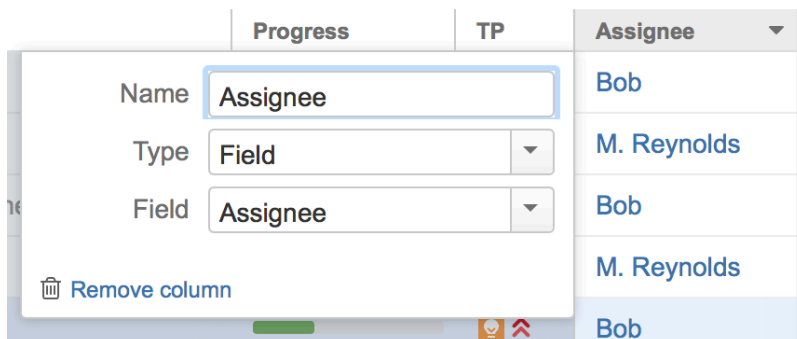 Progress TP Assignee
Name Assignee
Type Field
Field Assignee
Remove column
Bob
M. Reynolds
Bob
M. Reynolds
Bob